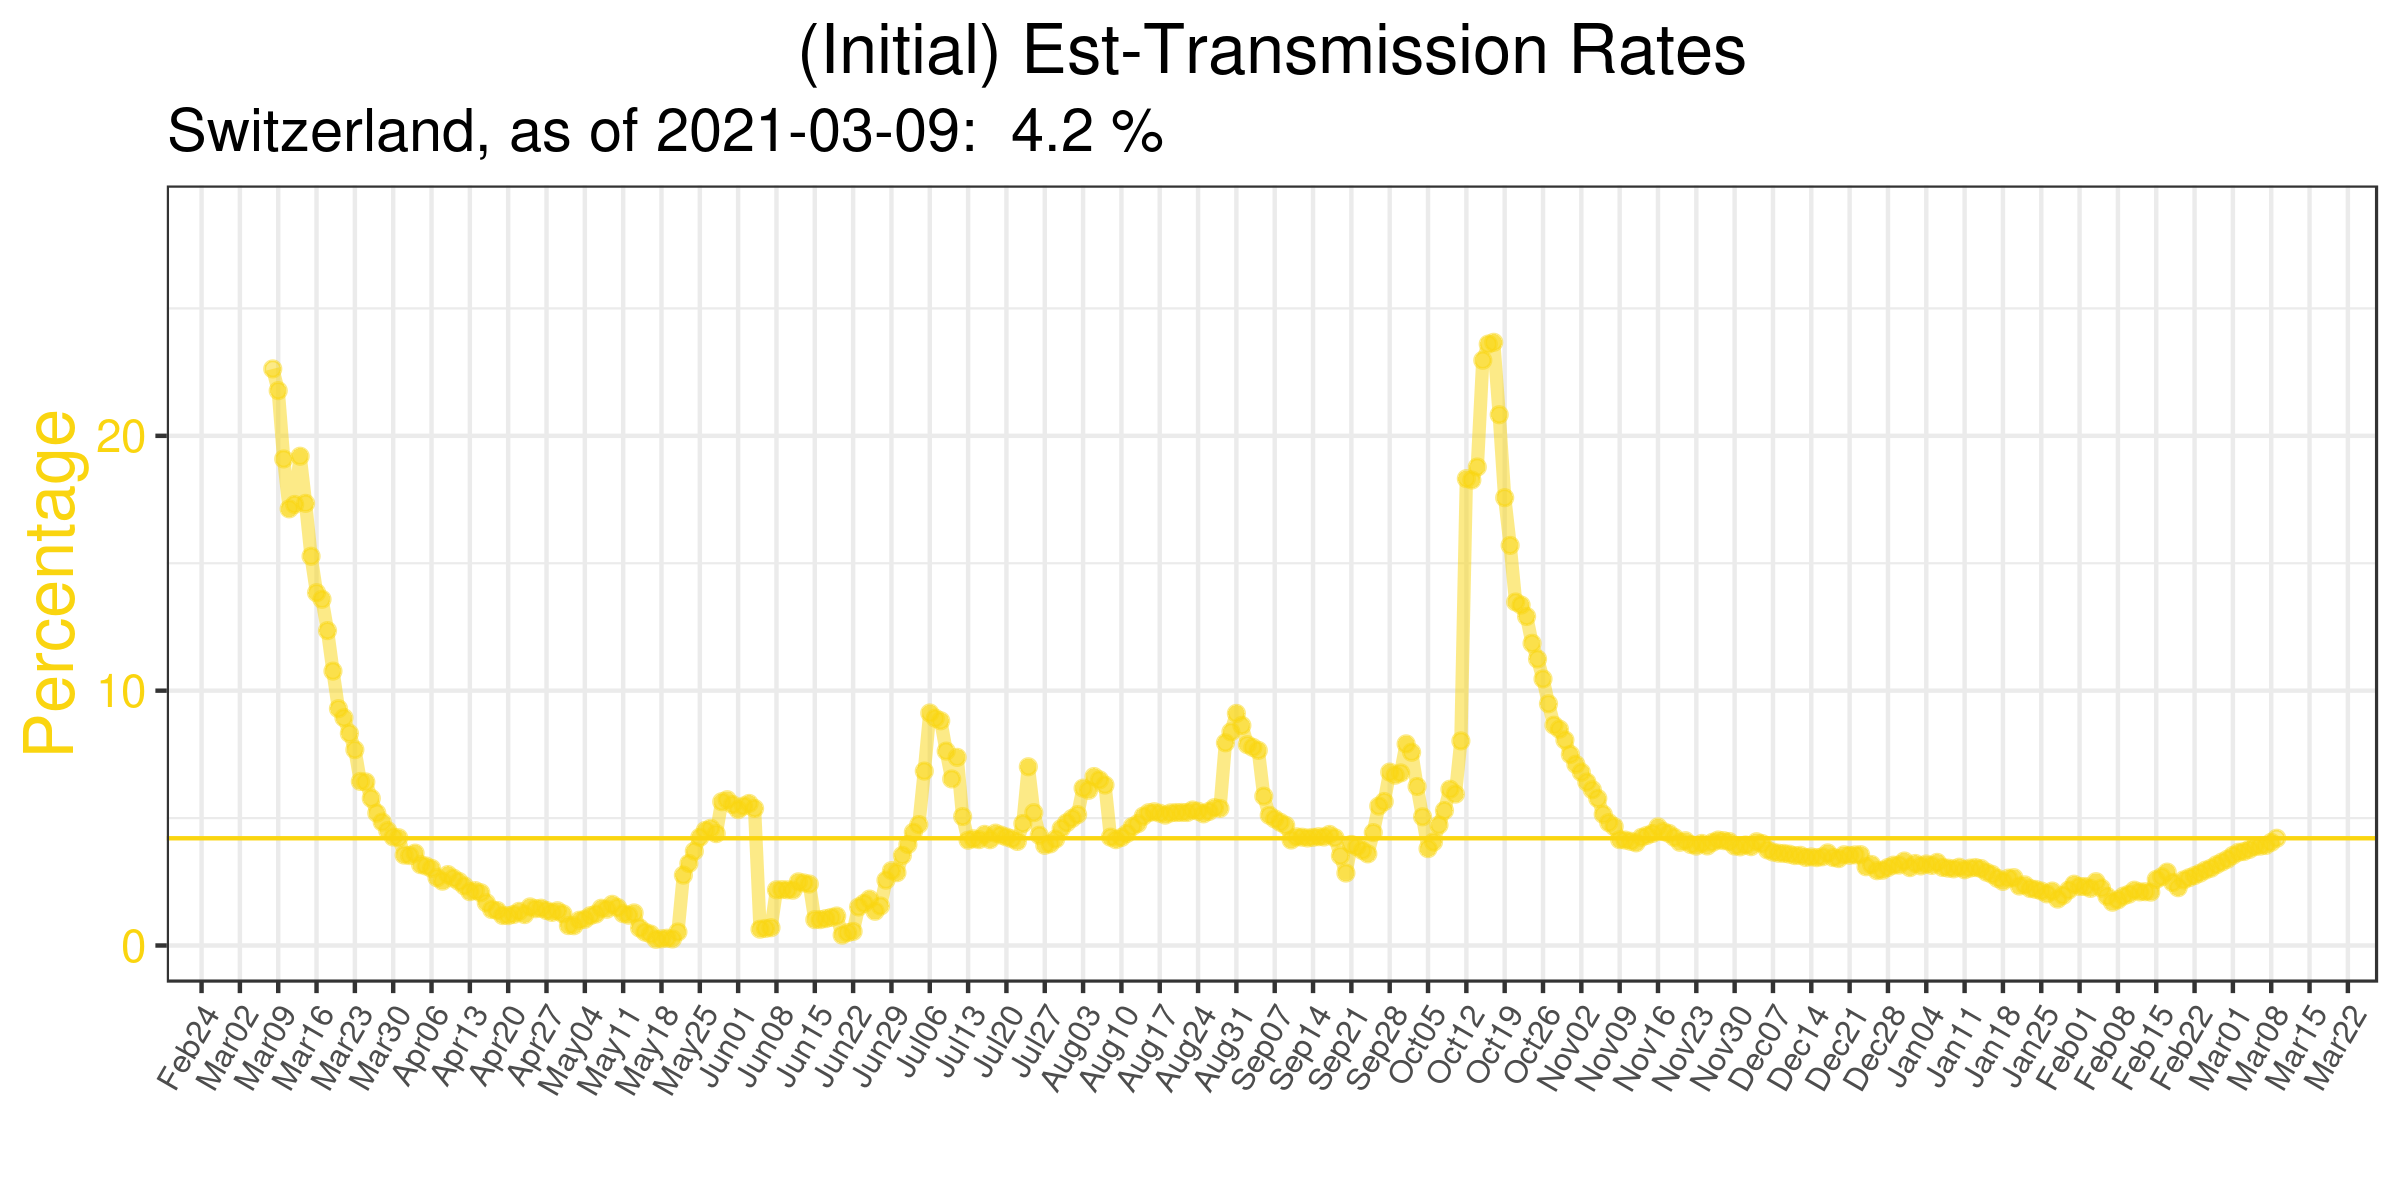 (Initial) Est-Transmission Rates
Switzerland, as of 2021-03-09:  4.2 %
Percentage
20
10
0
Feb24
Mar02
Mar09
Mar16
Mar23
Mar30
Apr06
Apr13
Apr20
Apr27
May04
May11
May18
May25
Jun01
Jun08
Jun15
Jun22
Jun29
Jul06
Jul13
Jul20
Jul27
Aug03
Aug10
Aug17
Aug24
Aug31
Sep07
Sep14
Sep21
Sep28
Oct05
Oct12
Oct19
Oct26
Nov02
Nov09
Nov16
Nov23
Nov30
Dec07
Dec14
Dec21
Dec28
Jan04
Jan11
Jan18
Jan25
Feb01
Feb08
Feb15
Feb22
Mar01
Mar08
Mar15
Mar22